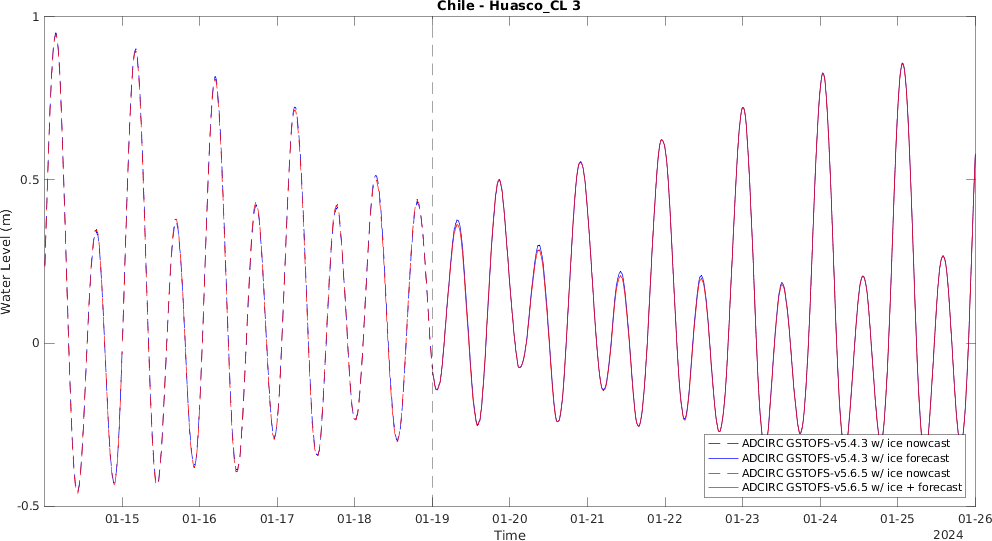 Chile - Huasco_CL 3
Water Level (m)
1
0.5
0
-0.5
ADCIRC GSTOFS-v5.4.3 w/ ice nowcast
ADCIRC GSTOFS-v5.4.3 w/ ice forecast
ADCIRC GSTOFS-v5.6.5 w/ ice nowcast
ADCIRC GSTOFS-v5.6.5 w/ ice + forecast
01-15 01-16 01-17 01-18 01-19 01-20 01-21 01-22 01-23 01-24 01-25 01-26
Time
2024